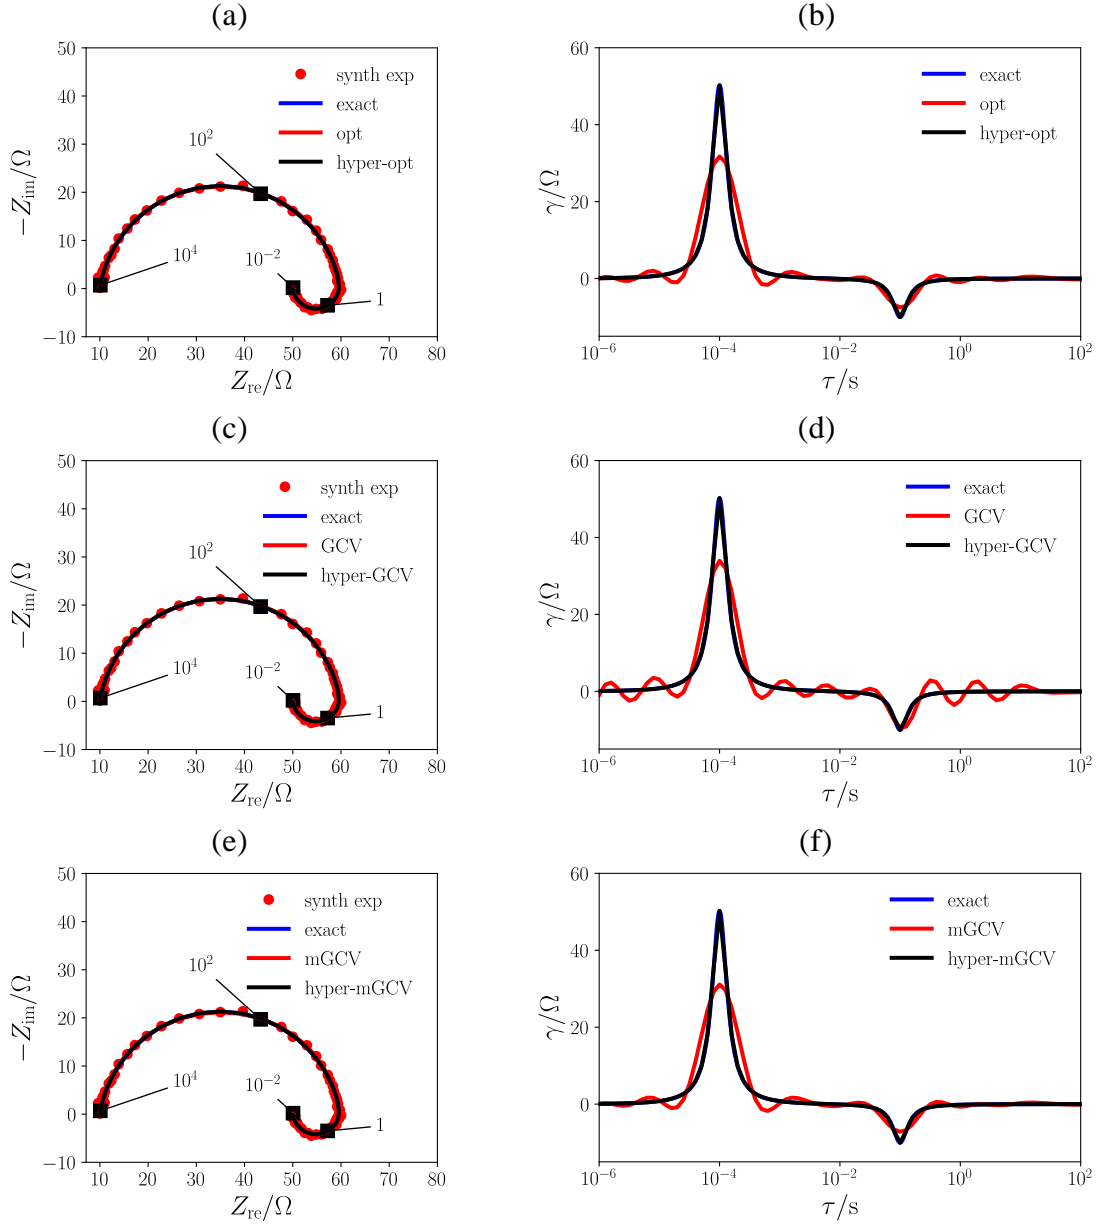 (a)
50
40
30
20
10
0
−10
10 20 30 40 50 60 70 80
−Z_im/Ω
Z_re/Ω
synth exp
exact
opt
hyper-opt
10^2
10^4
10^−2
1
(b)
60
40
20
0
10^−6 10^−4 10^−2 10^0 10^2
γ/Ω
τ/s
exact
opt
hyper-opt
(c)
50
40
30
20
10
0
−10
10 20 30 40 50 60 70 80
−Z_im/Ω
Z_re/Ω
synth exp
exact
GCV
hyper-GCV
10^2
10^4
10^−2
1
(d)
60
40
20
0
10^−6 10^−4 10^−2 10^0 10^2
γ/Ω
τ/s
exact
GCV
hyper-GCV
(e)
50
40
30
20
10
0
−10
10 20 30 40 50 60 70 80
−Z_im/Ω
Z_re/Ω
synth exp
exact
mGCV
hyper-mGCV
10^2
10^4
10^−2
1
(f)
60
40
20
0
10^−6 10^−4 10^−2 10^0 10^2
γ/Ω
τ/s
exact
mGCV
hyper-mGCV